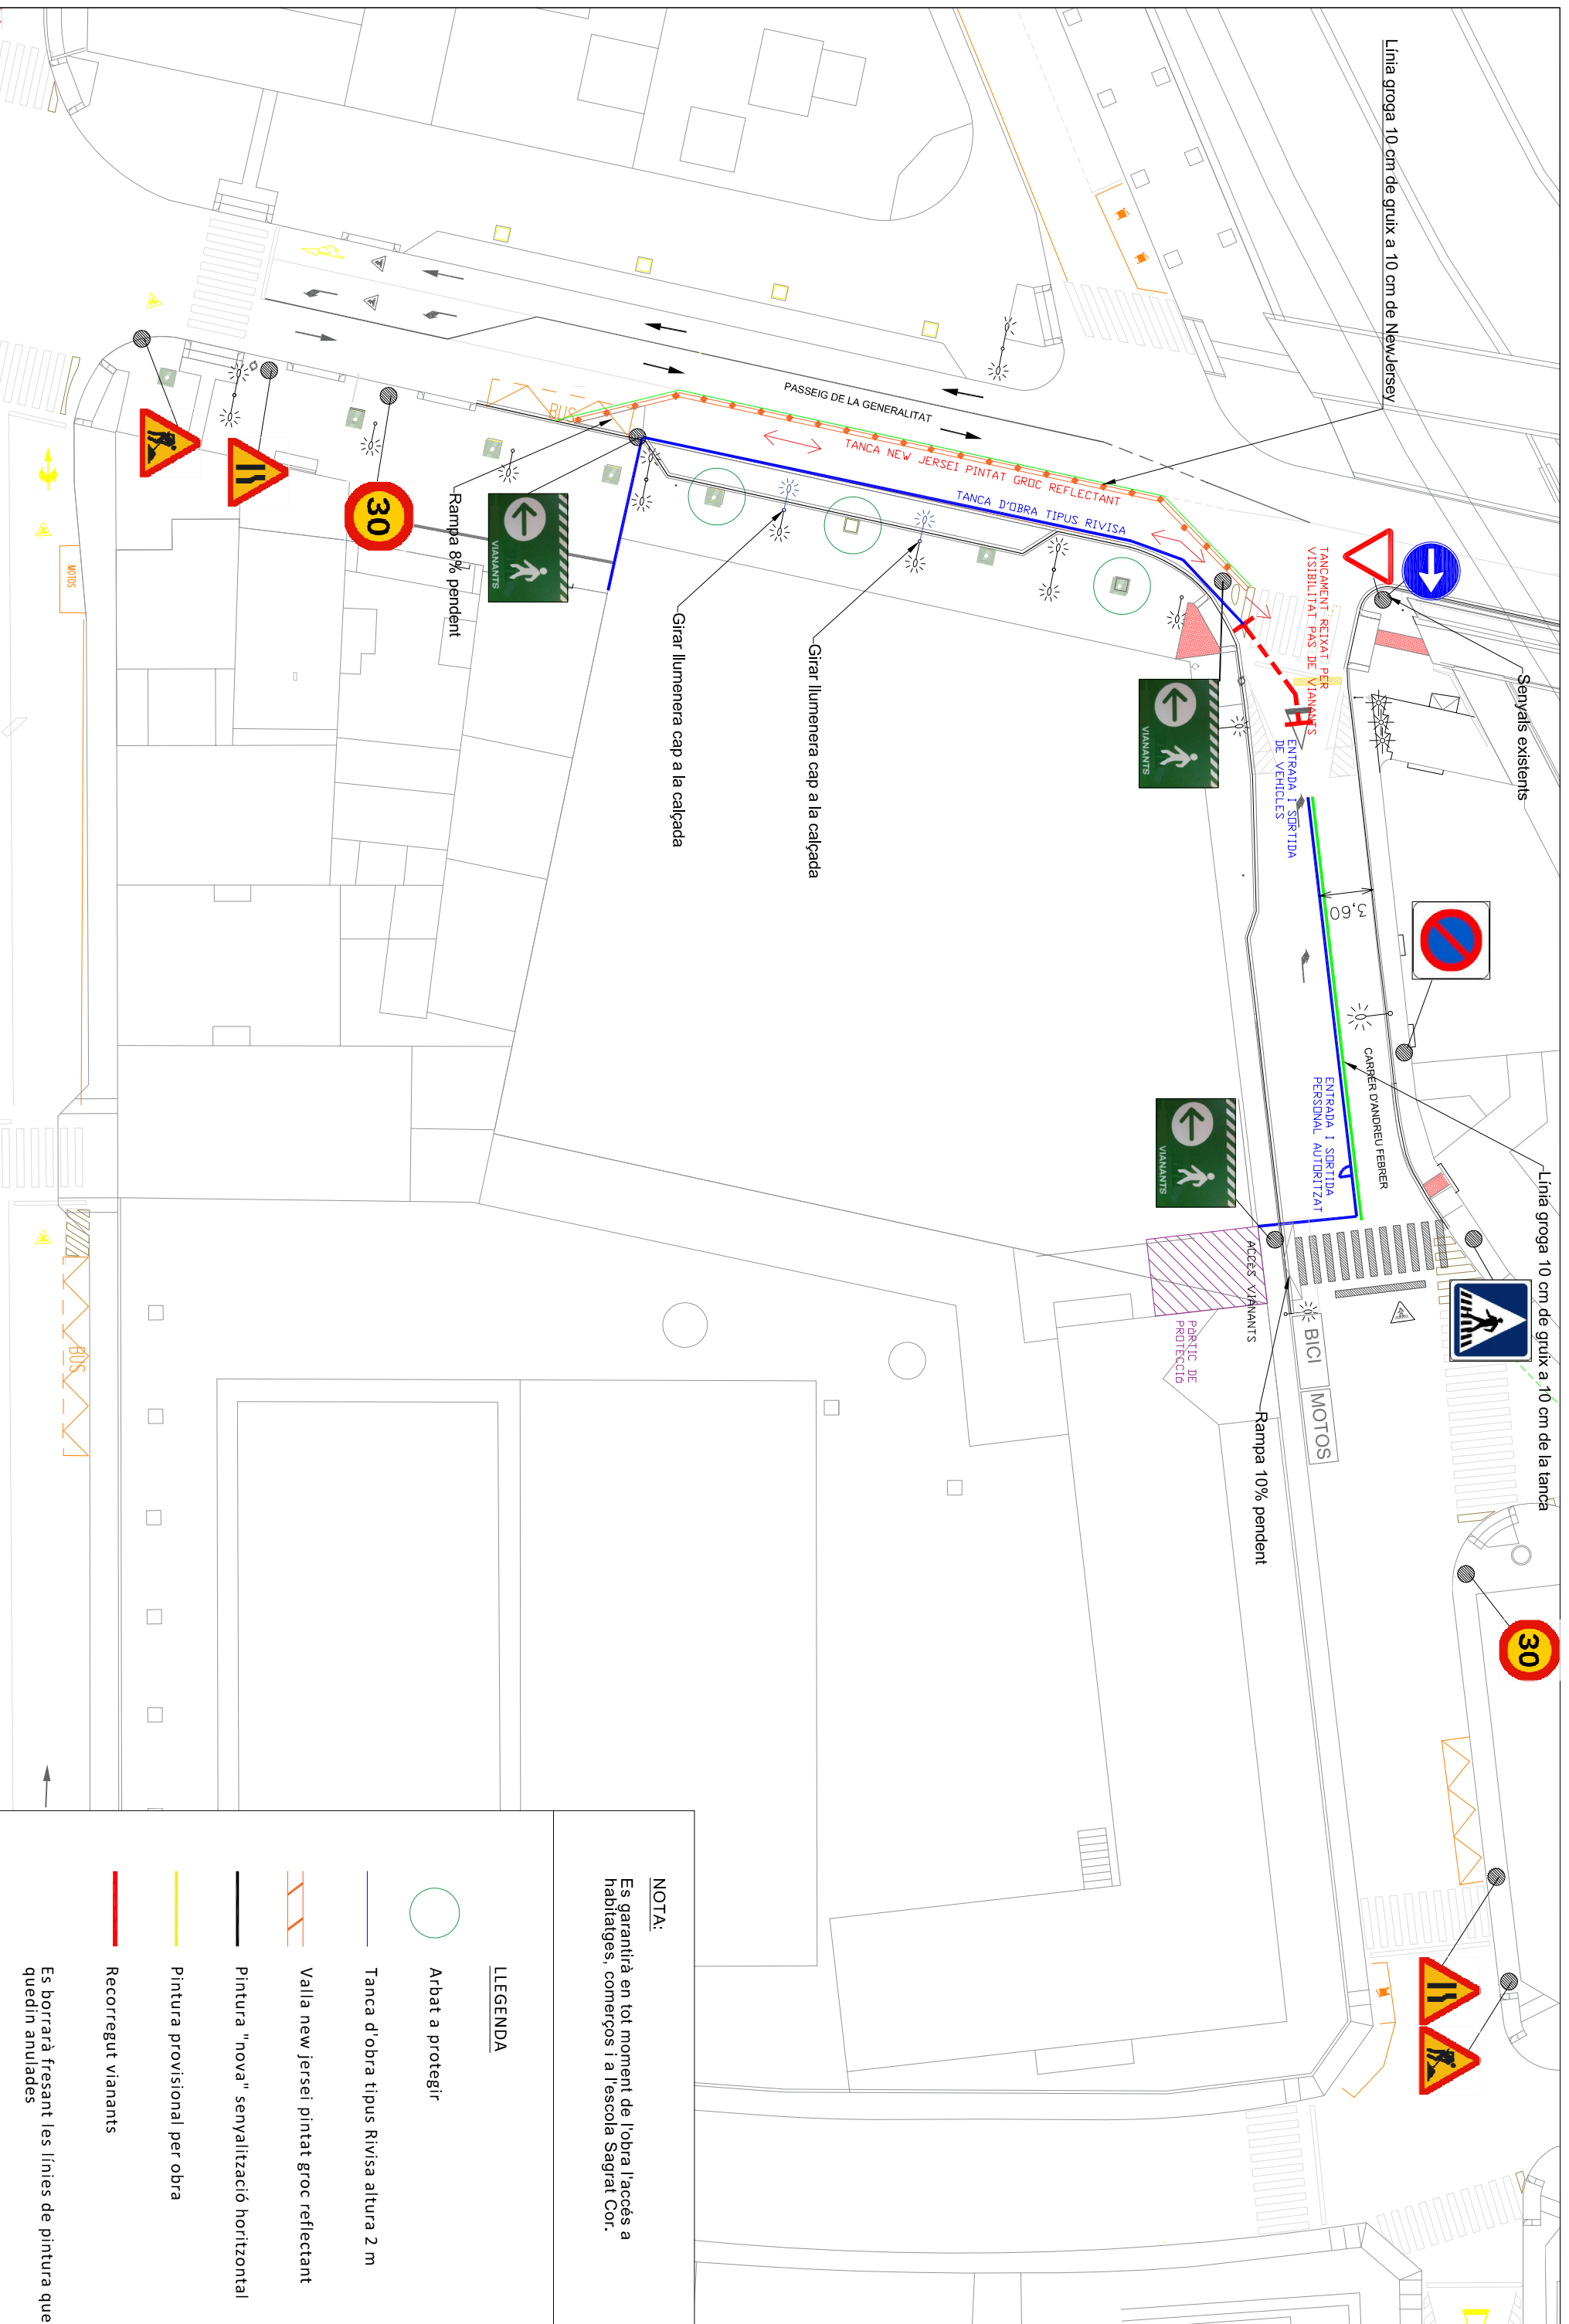 Línia groga 10 cm de gruix a 10 cm de NewJersey
Senyals existents
Línia groga 10 cm de gruix a 10 cm de la tanca
30
TANCAMENT REIXAT PER
VISIBILITAT PAS DE VIANANTS
ENTRADA I SORTIDA
DE VEHICLES
3,60
CARRER D'ANDREU FEBRER
ENTRADA I SORTIDA
PERSONAL AUTORITZAT
ACCÉS VIANANTS
PÒRTIC DE
PROTECCIÓ
BICI
MOTOS
Rampa 10% pendent
VIANANTS
VIANANTS
PASSEIG DE LA GENERALITAT
TANCA NEW JERSEI PINTAT GROC REFLECTANT
TANCA D'OBRA TIPUS RIVISA
Girar llumenera cap a la calçada
Girar llumenera cap a la calçada
BUS
VIANANTS
Rampa 8% pendent
30
MOTOS
BUS
NOTA:
Es garantirà en tot moment de l'obra l'accés a
habitatges, comerços i a l'escola Sagrat Cor.
LLEGENDA
Arbat a protegir
Tanca d'obra tipus Rivisa altura 2 m
Valla new jersei pintat groc reflectant
Pintura "nova" senyalització horitzontal
Pintura provisional per obra
Recorregut vianants
Es borrarà fresant les línies de pintura que
quedin anulades